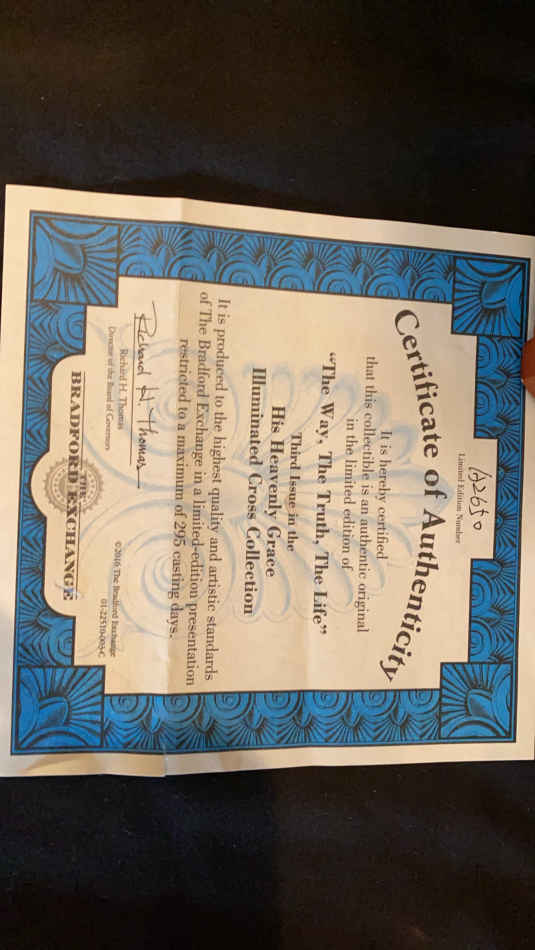 Limited Edition Number
Certificate of Authenticity
It is hereby certified
that this collectible is an authentic original
in the limited edition of
“The Way, The Truth, The Life”
Third Issue in the
His Heavenly Grace
Illuminated Cross Collection
It is produced to the highest quality and artistic standards
of The Bradford Exchange in a limited-edition presentation
restricted to a maximum of 295 casting days.
Richard H. Thomas
Richard H. Thomas
Director of the Board of Governors
THE
BRADFORD EXCHANGE
©2016 The Bradford Exchange
01-22510-003-C